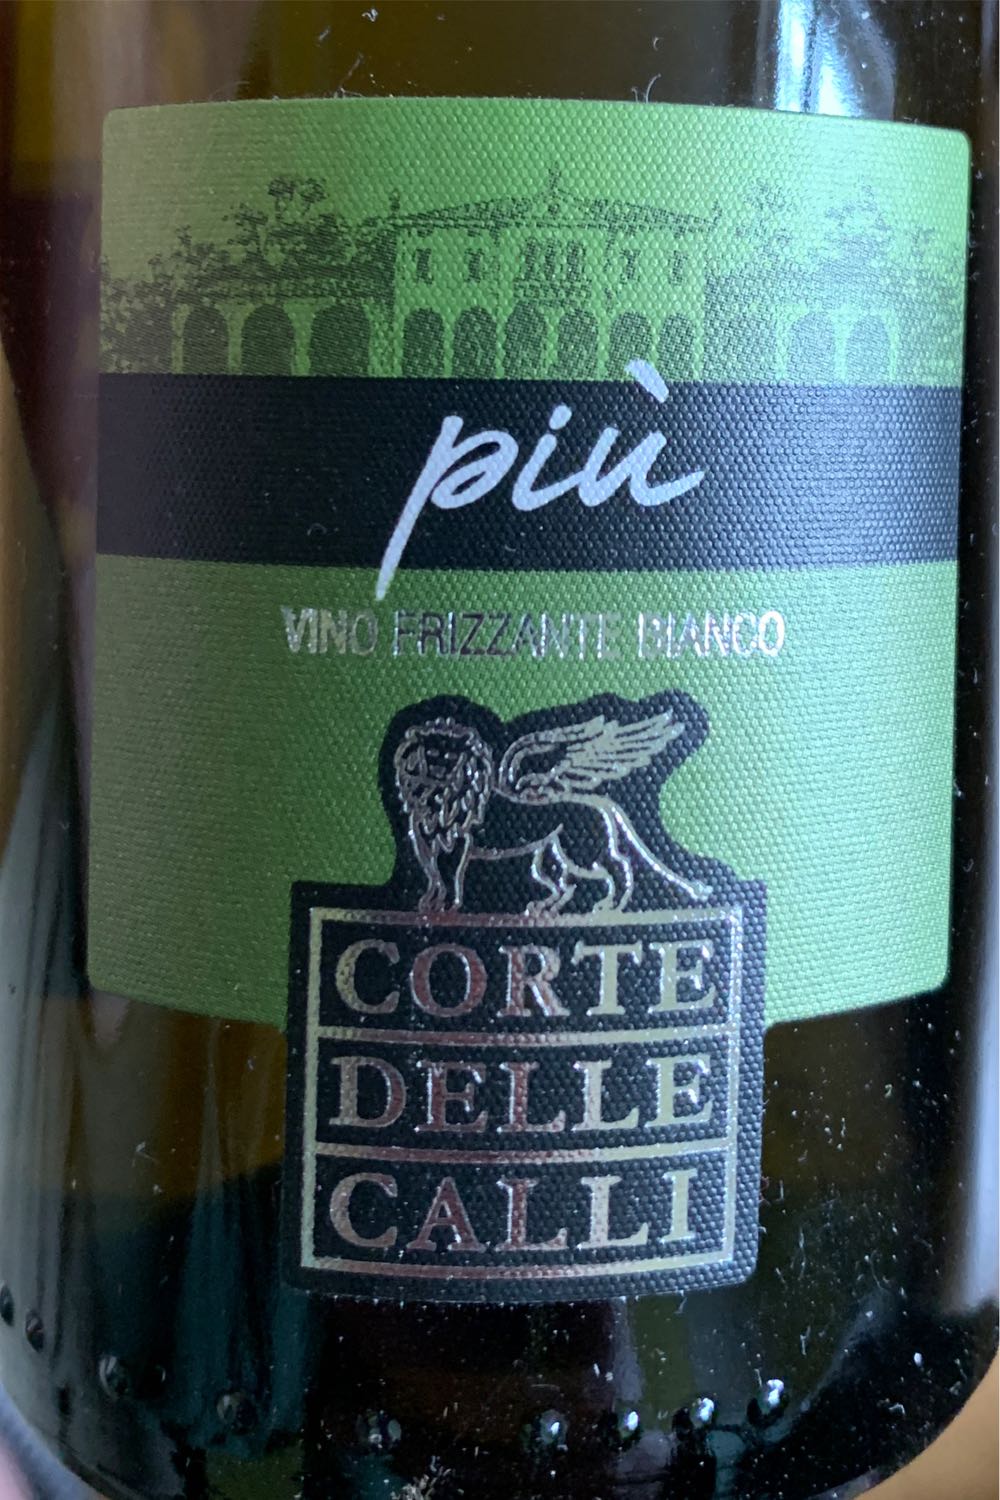 più
VINO FRIZZANTE BIANCO
CORTE
DELLE
CALLI